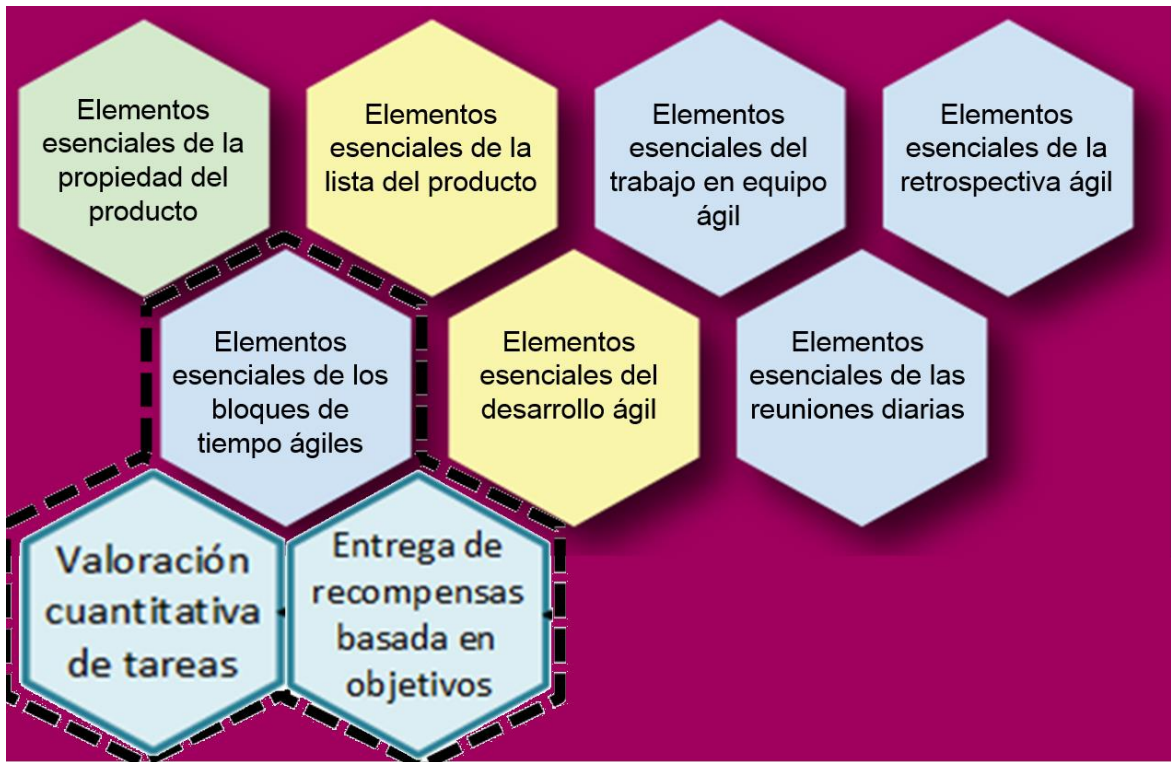 Elementos
esenciales de la
propiedad del
producto
Elementos
esenciales de la
lista del producto
Elementos
esenciales del
trabajo en equipo
ágil
Elementos
esenciales de la
retrospectiva ágil
Elementos
esenciales de los
bloques de
tiempo ágiles
Elementos
esenciales del
desarrollo ágil
Elementos
esenciales de las
reuniones diarias
Valoración
cuantitativa
de tareas
Entrega de
recompensas
basada en
objetivos